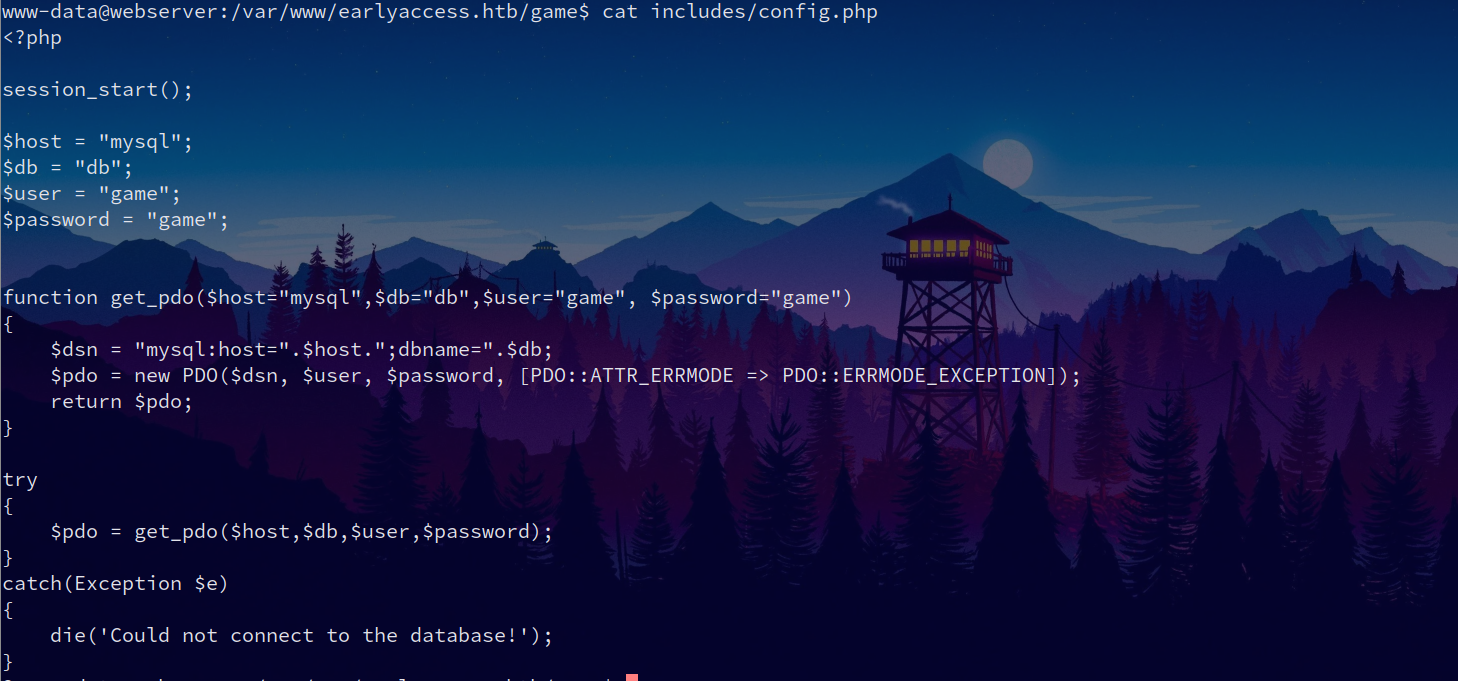 www-data@webserver:/var/www/earlyaccess.htb/game$ cat includes/config.php
<?php
session_start();
$host = "mysql";
$db = "db";
$user = "game";
$password = "game";
function get_pdo($host="mysql",$db="db",$user="game", $password="game")
{
    $dsn = "mysql:host=".$host.";dbname=".$db;
    $pdo = new PDO($dsn, $user, $password, [PDO::ATTR_ERRMODE => PDO::ERRMODE_EXCEPTION]);
    return $pdo;
}
try
{
    $pdo = get_pdo($host,$db,$user,$password);
}
catch(Exception $e)
{
    die('Could not connect to the database!');
}